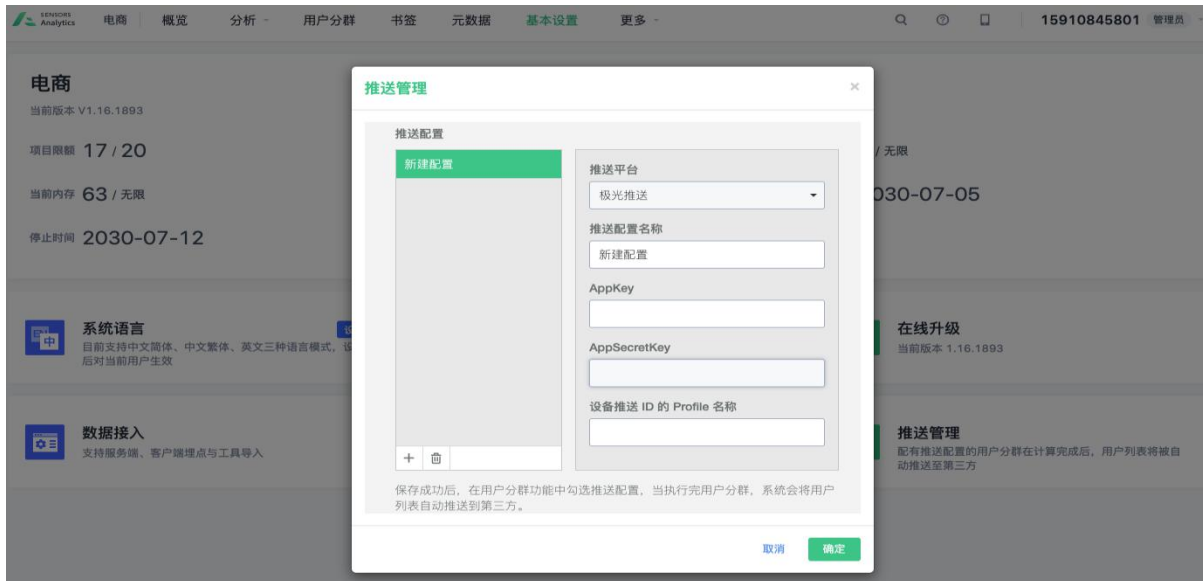 SENSORS
Analytics
电商
概览
分析
用户分群
书签
元数据
基本设置
更多
15910845801 管理员
电商
当前版本 V1.16.1893
项目限额 17 / 20
/ 无限
当前内存 63 / 无限
030-07-05
停止时间 2030-07-12
推送管理
×
推送配置
新建配置
推送平台
极光推送
推送配置名称
新建配置
AppKey
AppSecretKey
设备推送 ID 的 Profile 名称
保存成功后,在用户分群功能中勾选推送配置,当执行完用户分群,系统会将用户
列表自动推送到第三方。
取消
确定
系统语言
目前支持中文简体、中文繁体、英文三种语言模式,设
后对当前用户生效
中
在线升级
当前版本 1.16.1893
数据接入
支持服务端、客户端埋点与工具导入
推送管理
配有推送配置的用户分群在计算完成后,用户列表将被自
动推送至第三方